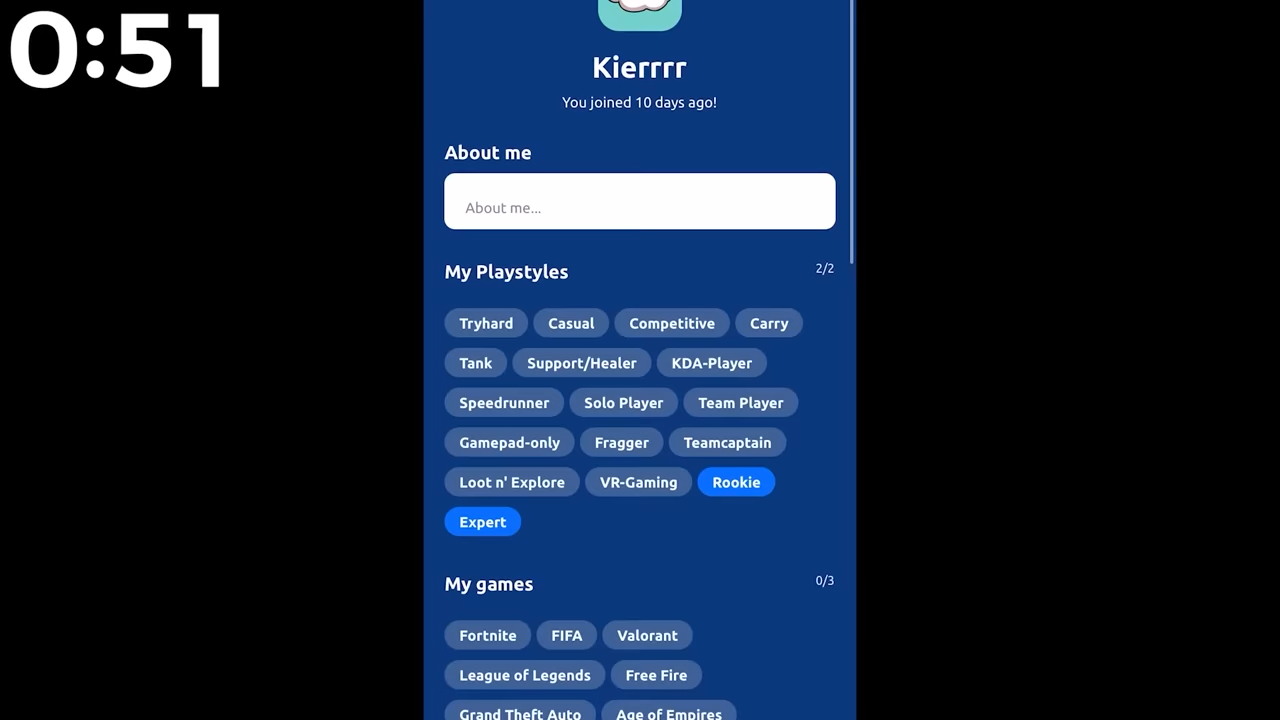 0:51
Kierrrr
You joined 10 days ago!
About me
About me...
My Playstyles 2/2
Tryhard Casual Competitive Carry
Tank Support/Healer KDA-Player
Speedrunner Solo Player Team Player
Gamepad-only Fragger Teamcaptain
Loot n' Explore VR-Gaming Rookie
Expert
My games 0/3
Fortnite FIFA Valorant
League of Legends Free Fire
Grand Theft Auto Age of Empires